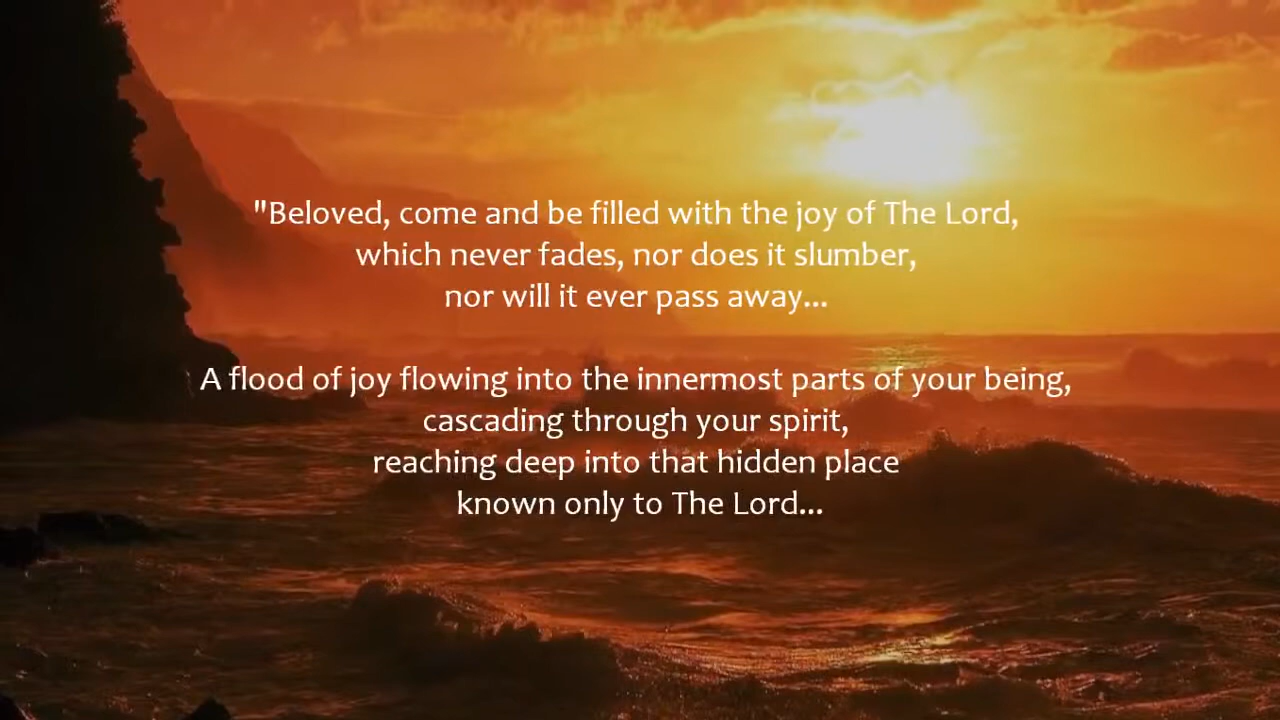 "Beloved, come and be filled with the joy of The Lord,
which never fades, nor does it slumber,
nor will it ever pass away...
A flood of joy flowing into the innermost parts of your being,
cascading through your spirit,
reaching deep into that hidden place
known only to The Lord...